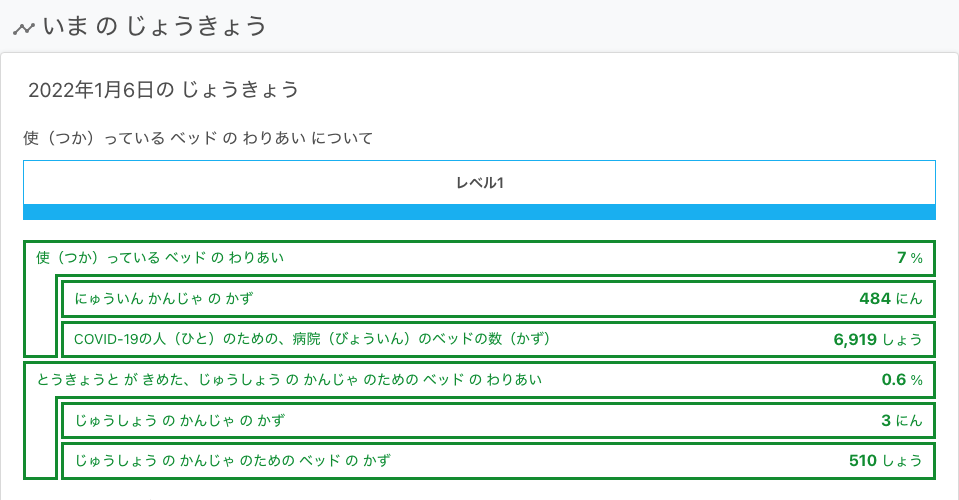 いま の じょうきょう
2022年1月6日の じょうきょう
使（つか）っている ベッド の わりあい について
レベル1
使（つか）っている ベッド の わりあい 7 %
にゅういん かんじゃ の かず 484 にん
COVID-19の人（ひと）のための、病院（びょういん）のベッドの数（かず） 6,919 しょう
とうきょうと が きめた、じゅうしょう の かんじゃ のための ベッド の わりあい 0.6 %
じゅうしょう の かんじゃ の かず 3 にん
じゅうしょう の かんじゃ のための ベッド の かず 510 しょう